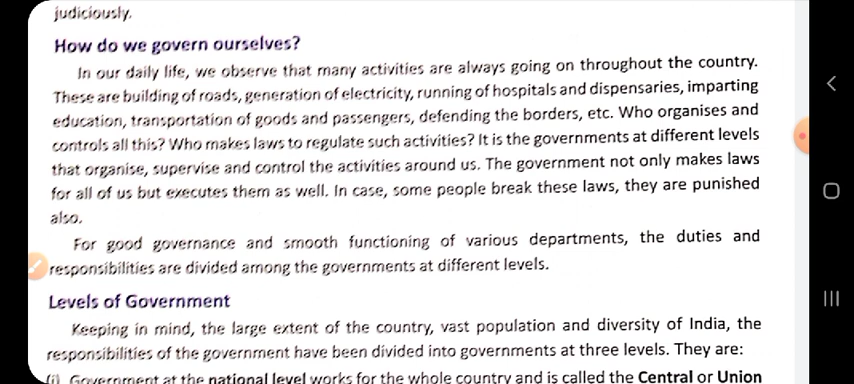 judiciously.
How do we govern ourselves?
In our daily life, we observe that many activities are always going on throughout the country.
These are building of roads, generation of electricity, running of hospitals and dispensaries, imparting
education, transportation of goods and passengers, defending the borders, etc. Who organises and
controls all this? Who makes laws to regulate such activities? It is the governments at different levels
that organise, supervise and control the activities around us. The government not only makes laws
for all of us but executes them as well. In case, some people break these laws, they are punished
also.
For good governance and smooth functioning of various departments, the duties and
responsibilities are divided among the governments at different levels.
Levels of Government
Keeping in mind, the large extent of the country, vast population and diversity of India, the
responsibilities of the government have been divided into governments at three levels. They are:
(i) Government at the national level works for the whole country and is called the Central or Union